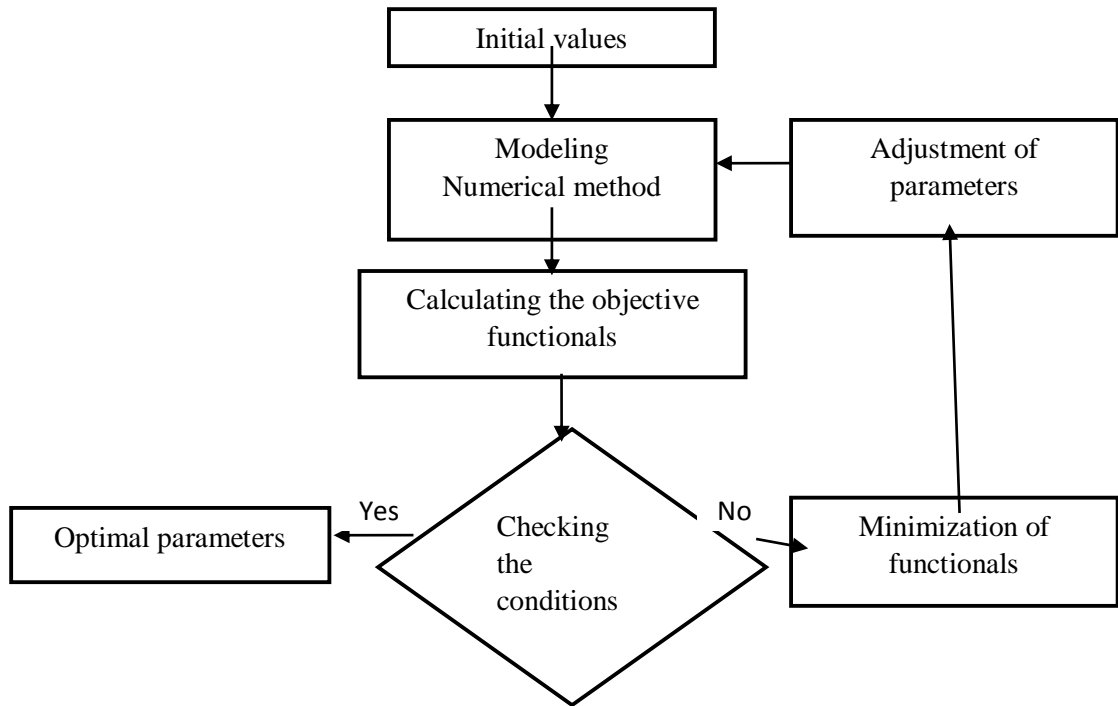 Initial values
Modeling
Numerical method
Adjustment of
parameters
Calculating the objective
functionals
Checking
the
conditions
Yes
Optimal parameters
No
Minimization of
functionals